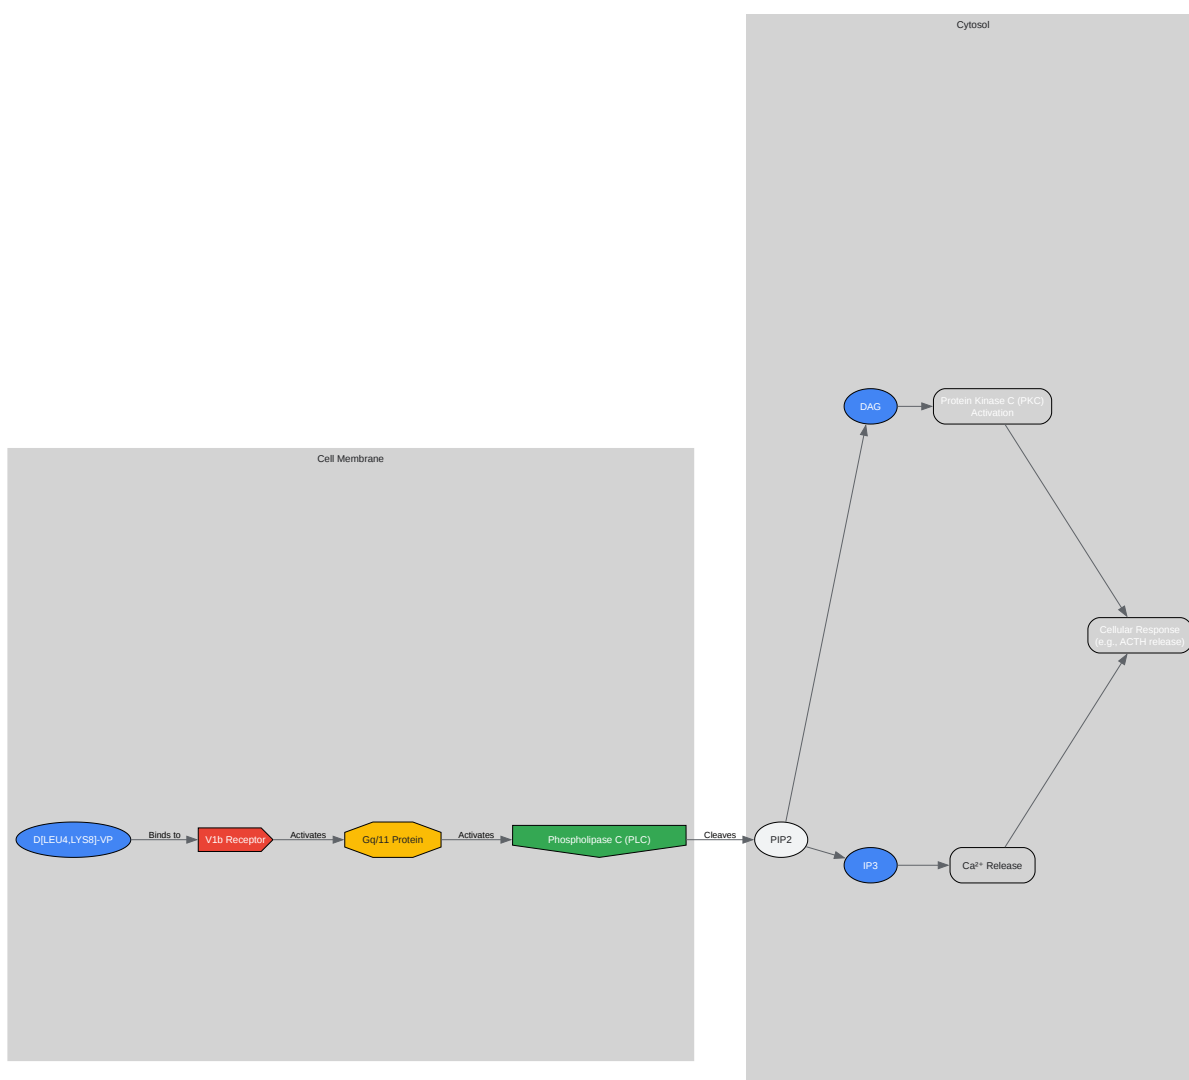 Cytosol
DAG
Protein Kinase C (PKC)
Activation
Cell Membrane
Cellular Response
(e.g., ACTH release)
D[LEU4,LYS8]-VP
Binds to
V1b Receptor
Activates
Gq/11 Protein
Activates
Phospholipase C (PLC)
Cleaves
PIP2
IP3
Ca²⁺ Release